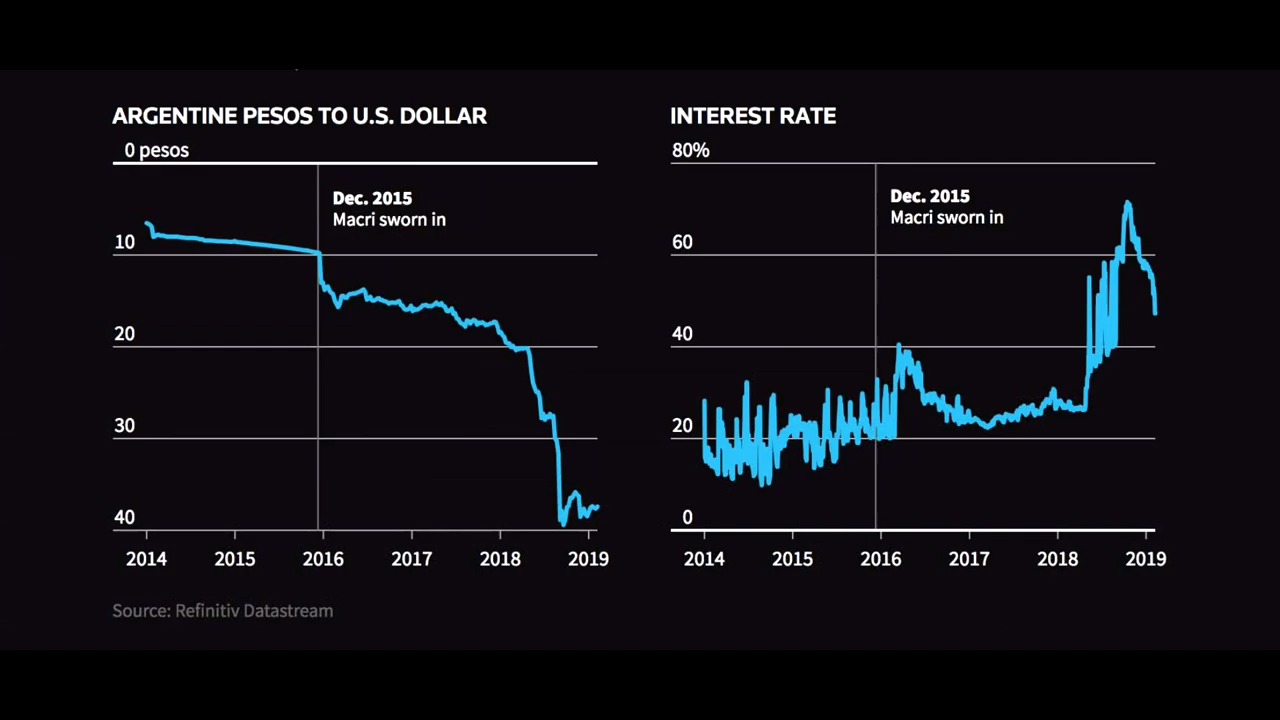 ARGENTINE PESOS TO U.S. DOLLAR
0 pesos
Dec. 2015
Macri sworn in
10
20
30
40
2014 2015 2016 2017 2018 2019
INTEREST RATE
80%
Dec. 2015
Macri sworn in
60
40
20
0
2014 2015 2016 2017 2018 2019
Source: Refinitiv Datastream